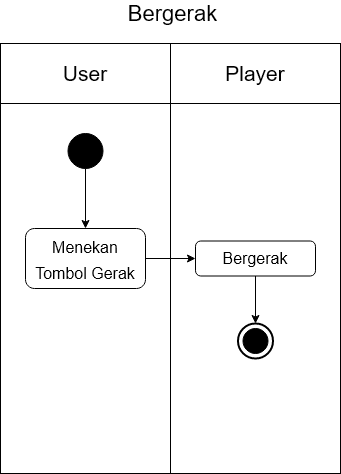 Bergerak
User
Player
Menekan
Tombol Gerak
Bergerak